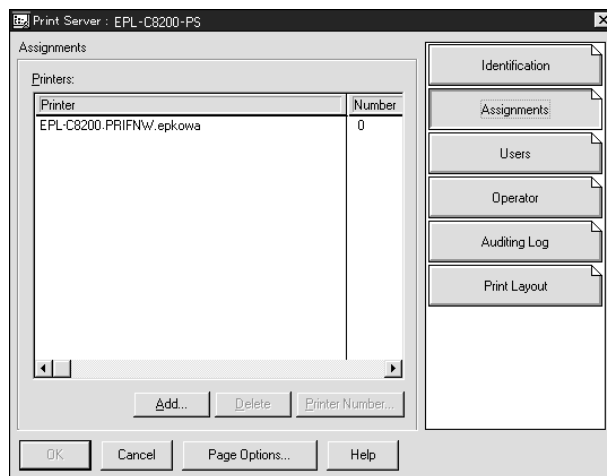 Print Server : EPL-C8200-PS
Assignments
Printers:
Printer Number
EPL-C8200.PRIFNW.epkowa 0
Add... Delete Printer Number...
OK Cancel Page Options... Help
Identification
Assignments
Users
Operator
Auditing Log
Print Layout